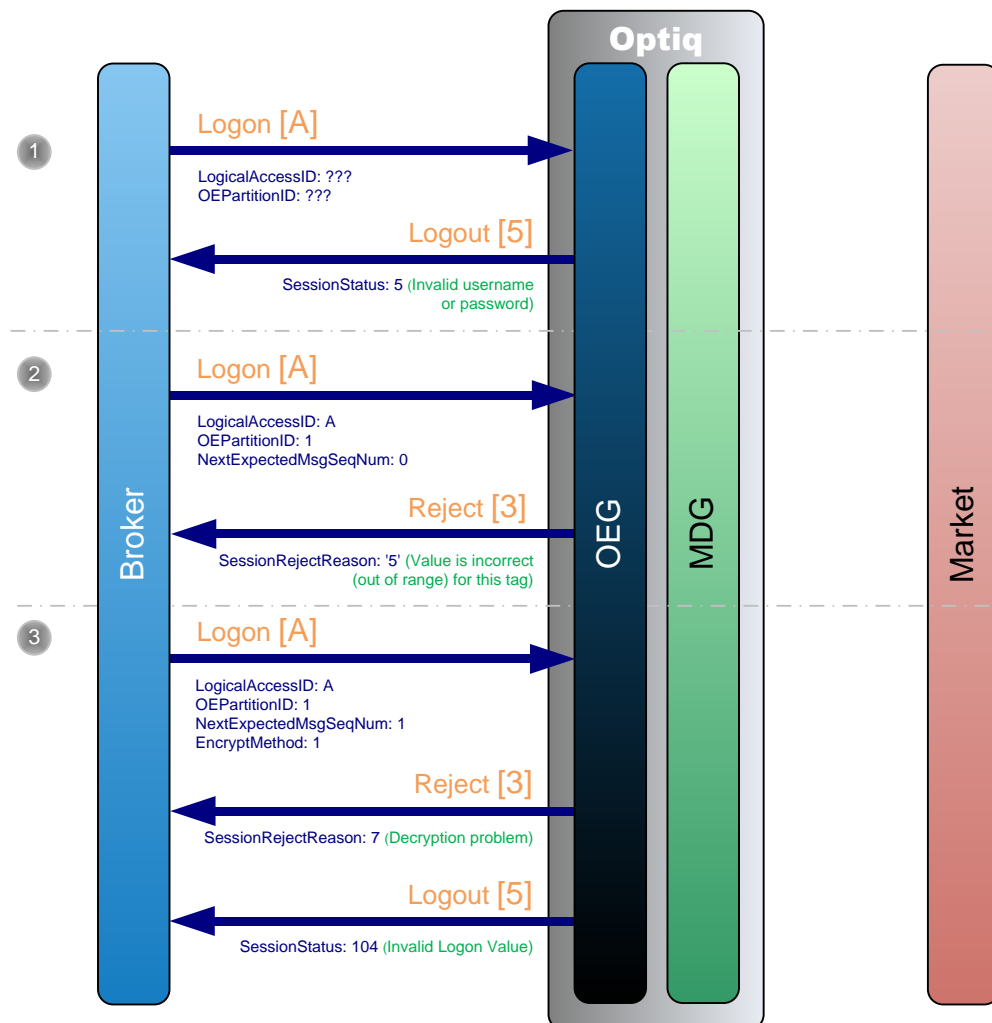 Optiq
Broker
OEG
MDG
Market
1
Logon [A]
LogicalAccessID: ???
OEPartitionID: ???
Logout [5]
SessionStatus: 5 (Invalid username
or password)
2
Logon [A]
LogicalAccessID: A
OEPartitionID: 1
NextExpectedMsgSeqNum: 0
Reject [3]
SessionRejectReason: '5' (Value is incorrect
(out of range) for this tag)
3
Logon [A]
LogicalAccessID: A
OEPartitionID: 1
NextExpectedMsgSeqNum: 1
EncryptMethod: 1
Reject [3]
SessionRejectReason: 7 (Decryption problem)
Logout [5]
SessionStatus: 104 (Invalid Logon Value)